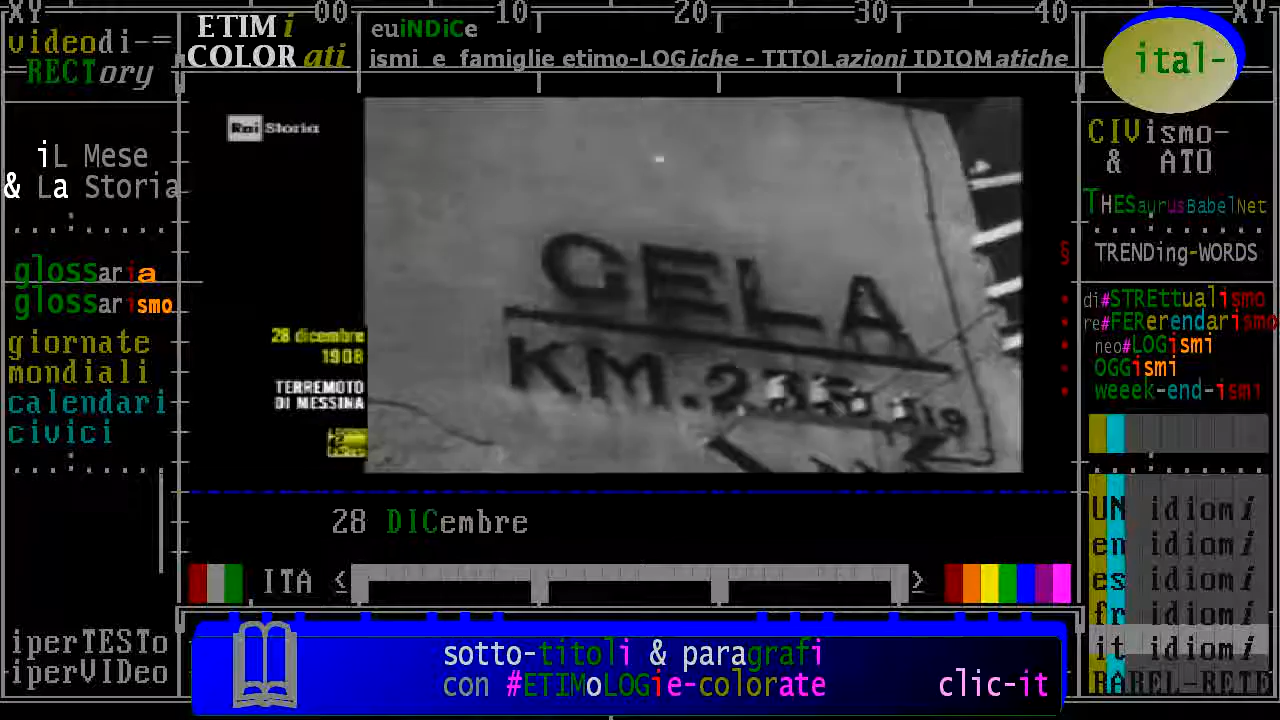 XY 00 10 20 30 40 XY
videodi-=
-RECTory
ETIMi
COLORati
euiNDiCe
ismi e famiglie etimo-LOGiche - TITOLazioni IDIOMatiche
ital-
iL Mese
& La Storia
glossaria
glossarismo
giornate
mondiali
calendari
civici
iperTESTo
iperVIDeo
Rai Storia
GELA
KM.235
28 dicembre
1908
TERREMOTO
DI MESSINA
28 DICembre
ITA < >
sotto-titoli & paragrafi
con #ETIMoLOGie-colorate
clic-it
CIVismo-
& ATO
THESaurusBabelNet
TRENDing-WORDS
§
di#STREttualismo
re#FERerendarismo
neo#LOGismi
OGGismi
weeek-end-ismi
UN idiomi
en idiomi
es idiomi
fr idiomi
it idiomi
BABEL-RETE